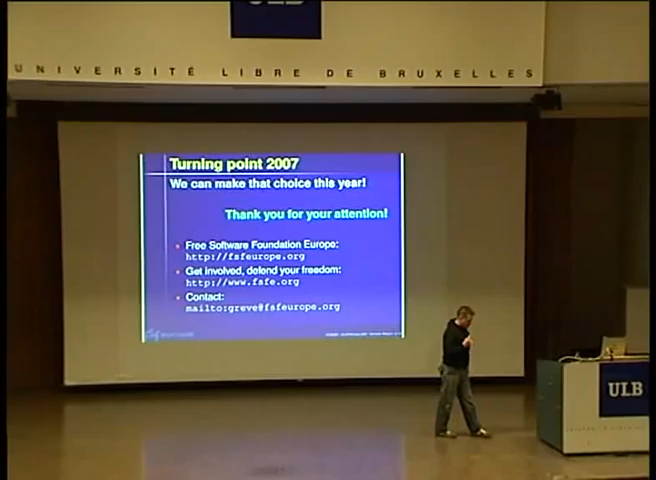 ULB
UNIVERSITÉ LIBRE DE BRUXELLES
Turning point 2007
We can make that choice this year!
Thank you for your attention!
Free Software Foundation Europe:
http://fsfeurope.org
Get involved, defend your freedom:
http://www.fsfe.org
Contact:
mailto:greve@fsfeurope.org
ULB